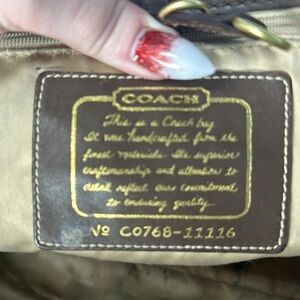 COACH
This is a Coach bag.
It was handcrafted from the
finest materials. Its superior
craftsmanship and attention to
detail reflect our commitment
to enduring quality.
Nº C0768-11116